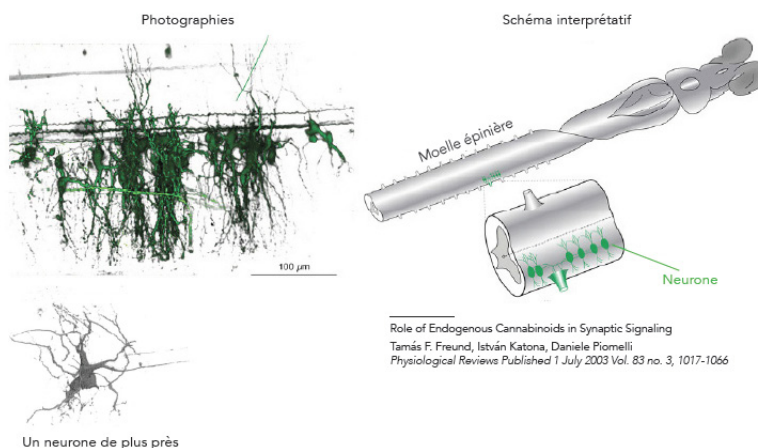 Photographies
Schéma interprétatif
Moelle épinière
100 µm
Neurone
Role of Endogenous Cannabinoids in Synaptic Signaling
Tamás F. Freund, István Katona, Daniele Piomelli
Physiological Reviews Published 1 July 2003 Vol. 83 no. 3, 1017-1066
Un neurone de plus près